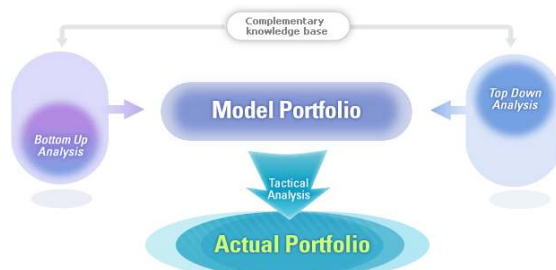 Complementary
knowledge base
Bottom Up
Analysis
Model Portfolio
Top Down
Analysis
Tactical
Analysis
Actual Portfolio